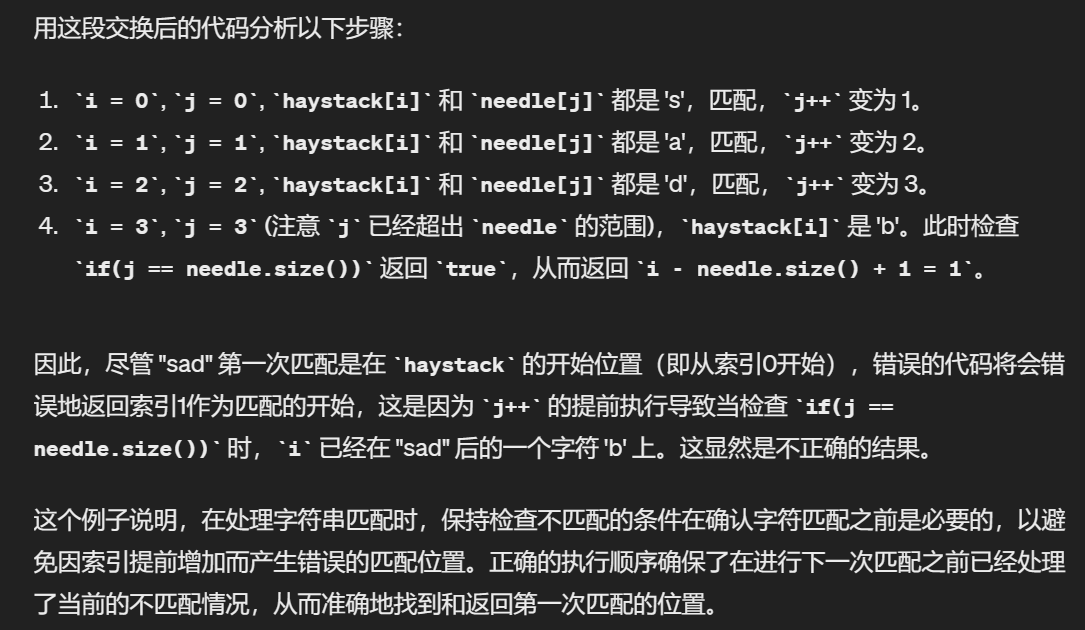 用这段交换后的代码分析以下步骤：
1. `i = 0`, `j = 0`, `haystack[i]` 和 `needle[j]` 都是 's'，匹配，`j++` 变为 1。
2. `i = 1`, `j = 1`, `haystack[i]` 和 `needle[j]` 都是 'a'，匹配，`j++` 变为 2。
3. `i = 2`, `j = 2`, `haystack[i]` 和 `needle[j]` 都是 'd'，匹配，`j++` 变为 3。
4. `i = 3`, `j = 3` (注意 `j` 已经超出 `needle` 的范围)，`haystack[i]` 是 'b'。此时检查
`if(j == needle.size())` 返回 `true`，从而返回 `i - needle.size() + 1 = 1`。
因此，尽管 "sad" 第一次匹配是在 `haystack` 的开始位置（即从索引0开始），错误的代码将会错
误地返回索引1作为匹配的开始，这是因为 `j++` 的提前执行导致当检查 `if(j ==
needle.size())` 时，`i` 已经在 "sad" 后的一个字符 'b' 上。这显然是不正确的结果。
这个例子说明，在处理字符串匹配时，保持检查不匹配的条件在确认字符匹配之前是必要的，以避
免因索引提前增加而产生错误的匹配位置。正确的执行顺序确保了在进行下一次匹配之前已经处理
了当前的不匹配情况，从而准确地找到和返回第一次匹配的位置。